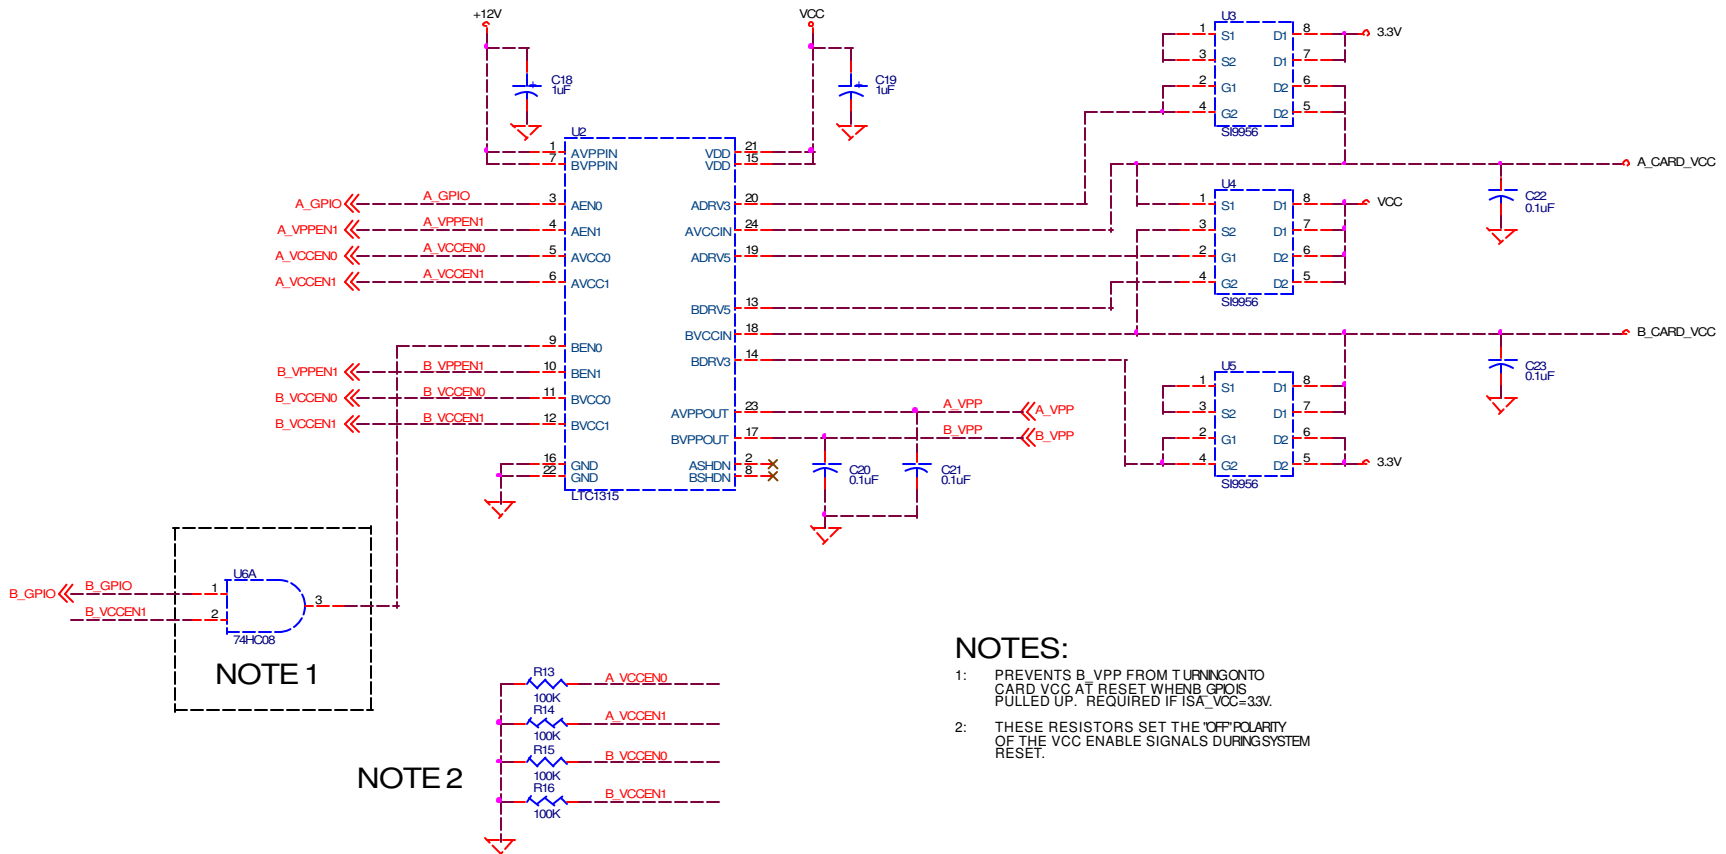 +12V
VCC
C18
1uF
C19
1uF
U2
1 AVPPIN VDD 21
7 BVPPIN VDD 15
A_GPIO A_GPIO 3 AEN0 ADRV3 20
A_VPPEN1 A_VPPEN1 4 AEN1 AVCCIN 24
A_VCCEN0 A_VCCEN0 5 AVCC0 ADRV5 19
A_VCCEN1 A_VCCEN1 6 AVCC1
BDRV5 13
BVCCIN 18
9 BEN0 BDRV3 14
B_VPPEN1 B_VPPEN1 10 BEN1
B_VCCEN0 B_VCCEN0 11 BVCC0
B_VCCEN1 B_VCCEN1 12 BVCC1
AVPPOUT 23 A_VPP A_VPP
BVPPOUT 17 B_VPP B_VPP
16 GND ASHDN 2
22 GND BSHDN 8
LTC1315
C20
0.1uF
C21
0.1uF
U3
1 S1 D1 8 3.3V
3 S2 D1 7
2 G1 D2 6
4 G2 D2 5
SI9956
A_CARD_VCC
C22
0.1uF
U4
1 S1 D1 8 VCC
3 S2 D1 7
2 G1 D2 6
4 G2 D2 5
SI9956
B_CARD_VCC
C23
0.1uF
U5
1 S1 D1 8
3 S2 D1 7
2 G1 D2 6
4 G2 D2 5 3.3V
SI9956
B_GPIO B_GPIO 1
B_VCCEN1 2
U6A
3
74HC08
NOTE 1
R13 A_VCCEN0
100K
R14 A_VCCEN1
100K
R15 B_VCCEN0
100K
R16 B_VCCEN1
100K
NOTE 2
NOTES:
1: PREVENTS B_VPP FROM TURNING ON TO
CARD VCC AT RESET WHEN B_GPIO IS
PULLED UP. REQUIRED IF ISA_VCC=3.3V.
2: THESE RESISTORS SET THE "OFF" POLARITY
OF THE VCC ENABLE SIGNALS DURING SYSTEM
RESET.